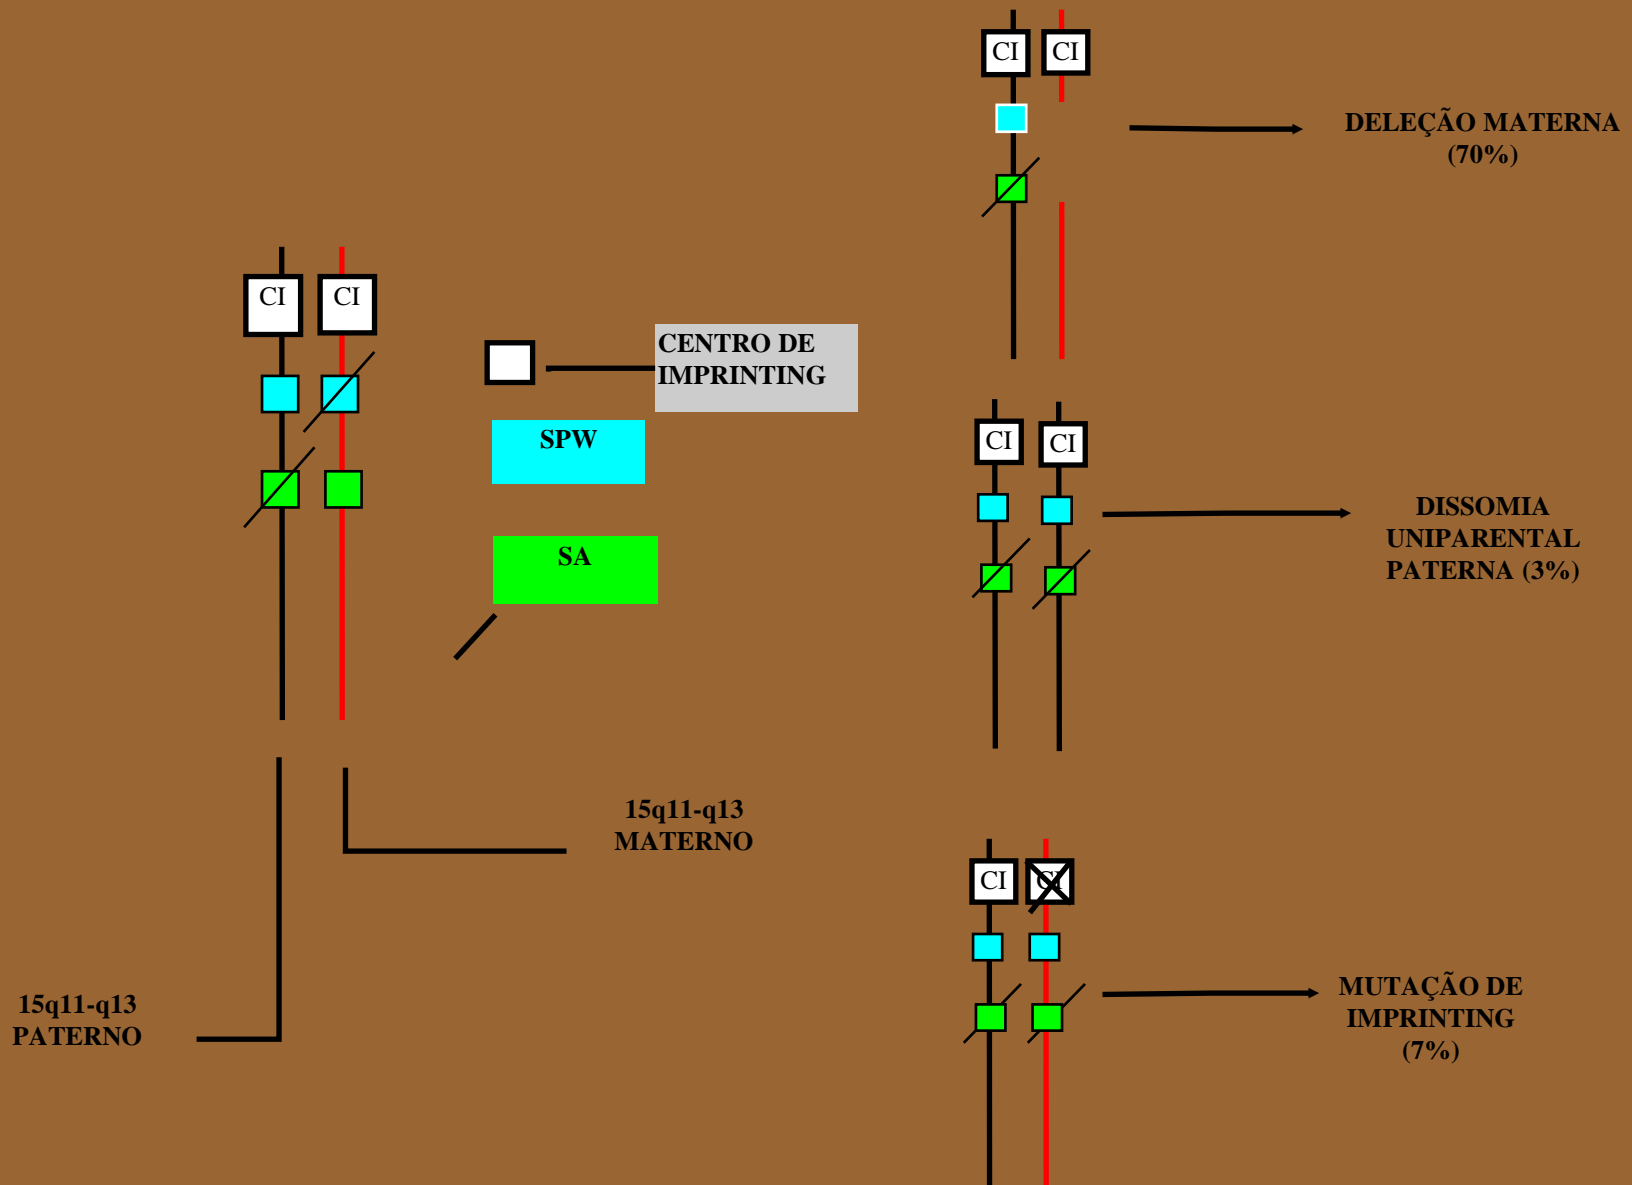 CI CI
DELEÇÃO MATERNA
(70%)
CI CI
CENTRO DE
IMPRINTING
SPW
SA
CI CI
DISSOMIA
UNIPARENTAL
PATERNA (3%)
15q11-q13
MATERNO
15q11-q13
PATERNO
CI CI
MUTAÇÃO DE
IMPRINTING
(7%)